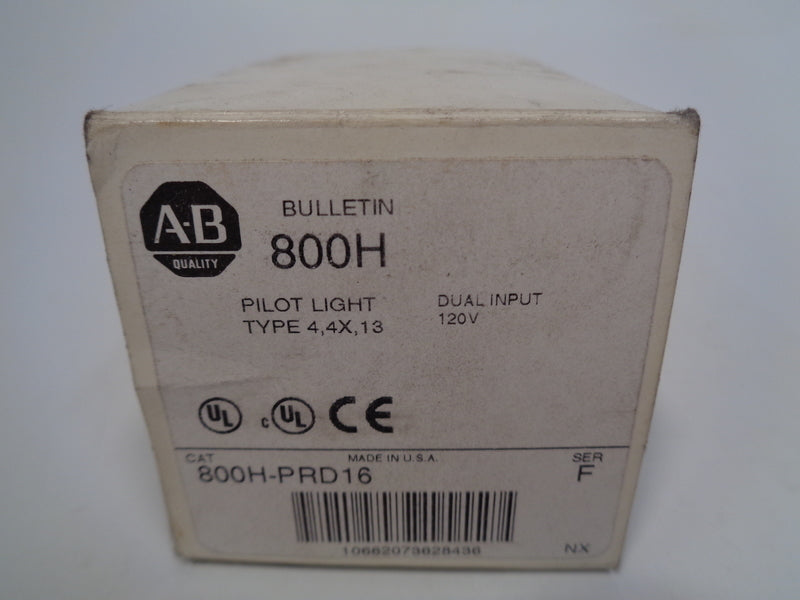 A-B
QUALITY
BULLETIN
800H
PILOT LIGHT
TYPE 4,4X,13
DUAL INPUT
120V
UL
c UL CE
CAT
MADE IN U.S.A.
SER
800H-PRD16
F
10662073628436
NX